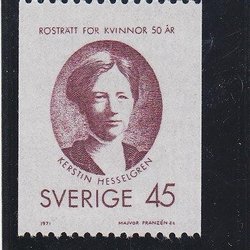 RÖSTRÄTT FÖR KVINNOR 50 ÅR
KERSTIN HESSELGREN
SVERIGE 45
1971 MAJVOR FRANZÉN